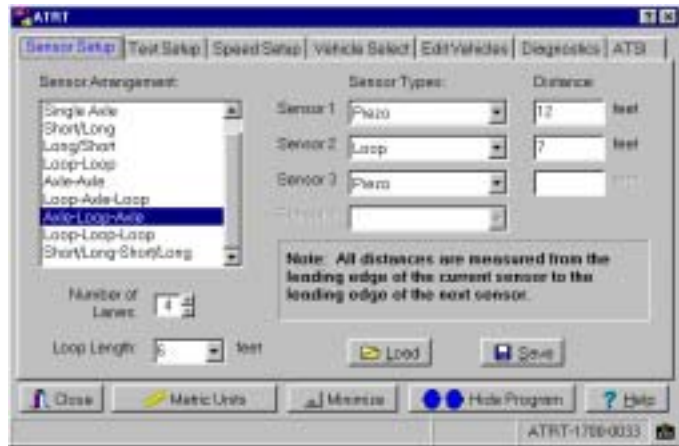 ATRT
Sensor Setup Test Setup Speed Setup Vehicle Select Edit Vehicles Diagnostics ATSI
Sensor Arrangement:
Sensor Types:
Distance:
Single Axle
Short/Long
Long/Short
Loop-Loop
Axle-Axle
Loop-Axle-Loop
Axle-Loop-Axle
Loop-Loop-Loop
Short/Long-Short/Long
Sensor 1 Piezo 12 feet
Sensor 2 Loop 7 feet
Sensor 3 Piezo
Note: All distances are measured from the
leading edge of the current sensor to the
leading edge of the next sensor.
Number of
Lanes: 4
Loop Length: 6 feet
Load Save
Close Metric Units Minimize Hide Program Help
ATRT-1700-0033